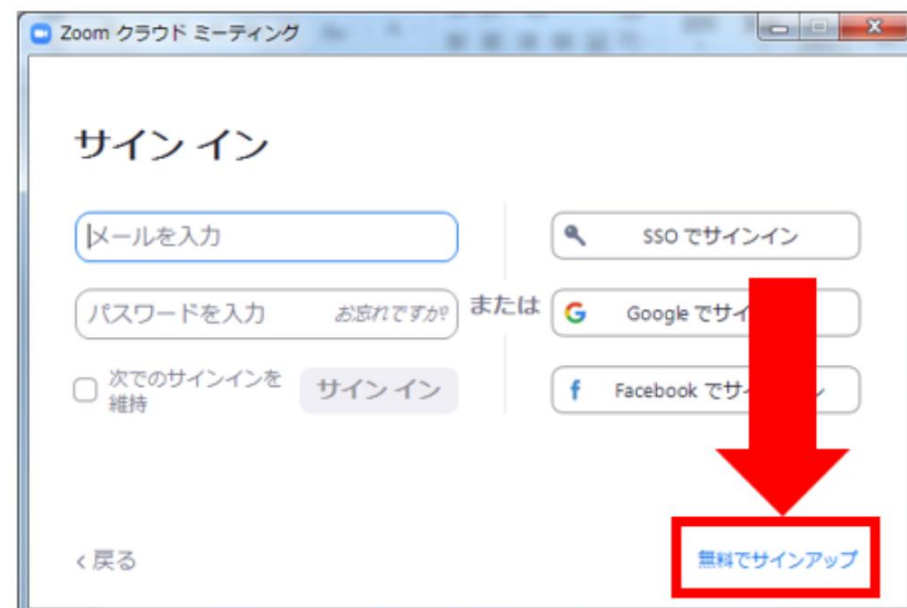 Zoom クラウド ミーティング
サイン イン
メールを入力
パスワードを入力 お忘れですか?
次でのサインインを
維持
サイン イン
または
SSO でサインイン
Google でサイ
Facebook でサ
< 戻る
無料でサインアップ